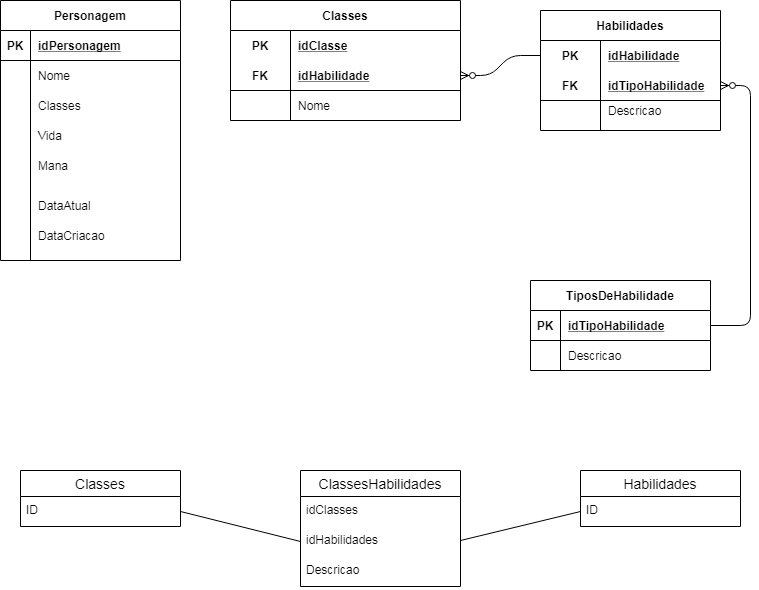 Personagem
PK idPersonagem
Nome
Classes
Vida
Mana
DataAtual
DataCriacao
Classes
PK idClasse
FK idHabilidade
Nome
Habilidades
PK idHabilidade
FK idTipoHabilidade
Descricao
TiposDeHabilidade
PK idTipoHabilidade
Descricao
Classes
ID
ClassesHabilidades
idClasses
idHabilidades
Descricao
Habilidades
ID